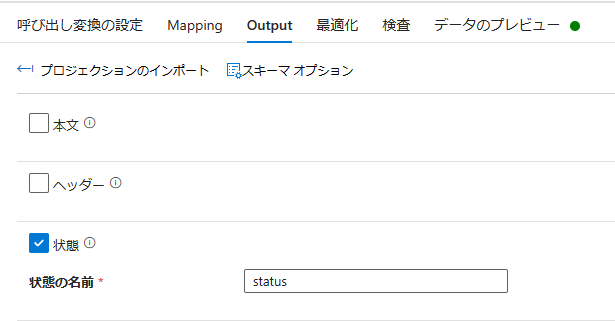 呼び出し変換の設定 Mapping Output 最適化 検査 データのプレビュー
プロジェクションのインポート スキーマ オプション
本文
ヘッダー
状態
状態の名前 * status